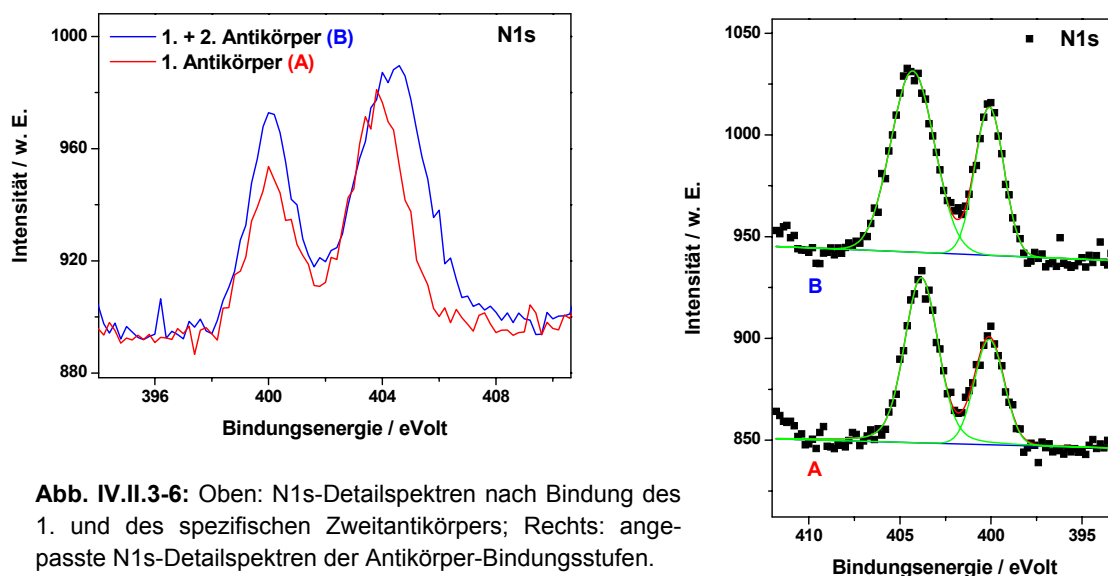 1000
960
920
880
Intensität / w. E.
1. + 2. Antikörper (B)
1. Antikörper (A)
N1s
396
400
404
408
Bindungsenergie / eVolt
Abb. IV.II.3-6: Oben: N1s-Detailspektren nach Bindung des
1. und des spezifischen Zweitantikörpers; Rechts: ange-
passte N1s-Detailspektren der Antikörper-Bindungsstufen.
1050
1000
950
900
850
Intensität / w. E.
N1s
B
A
410
405
400
395
Bindungsenergie / eVolt